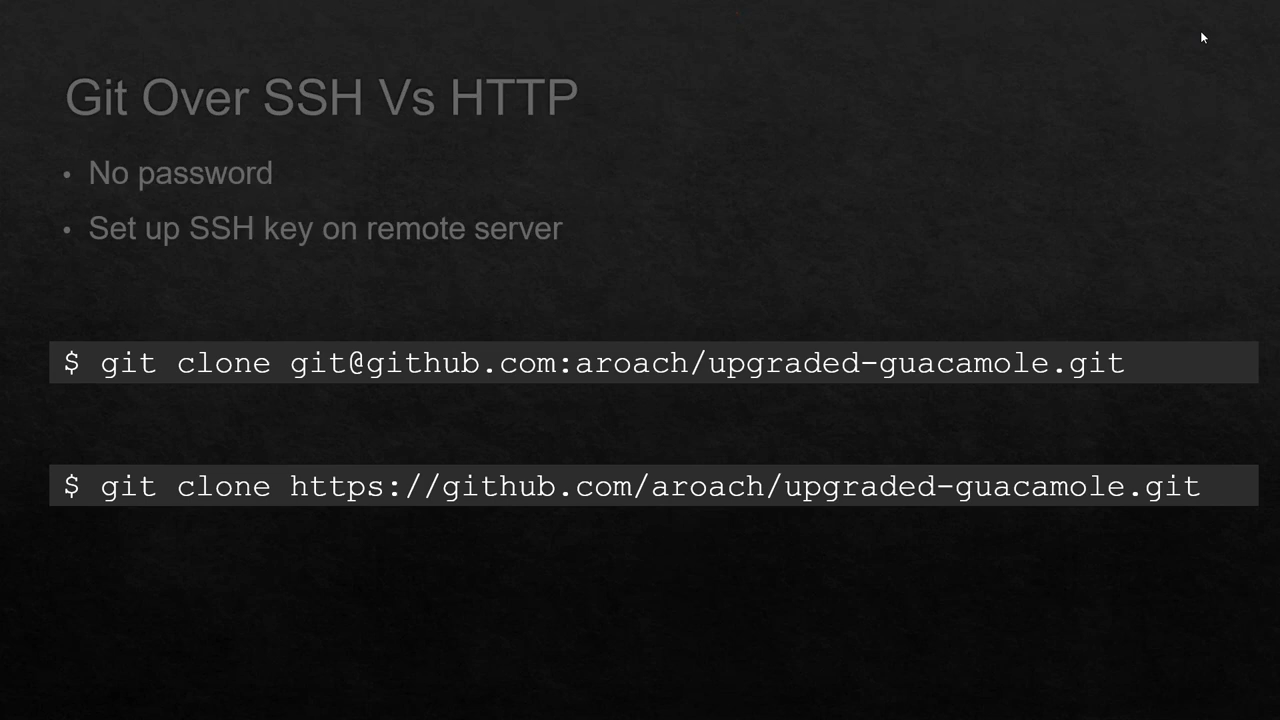 Git Over SSH Vs HTTP
• No password
• Set up SSH key on remote server
$ git clone git@github.com:aroach/upgraded-guacamole.git
$ git clone https://github.com/aroach/upgraded-guacamole.git